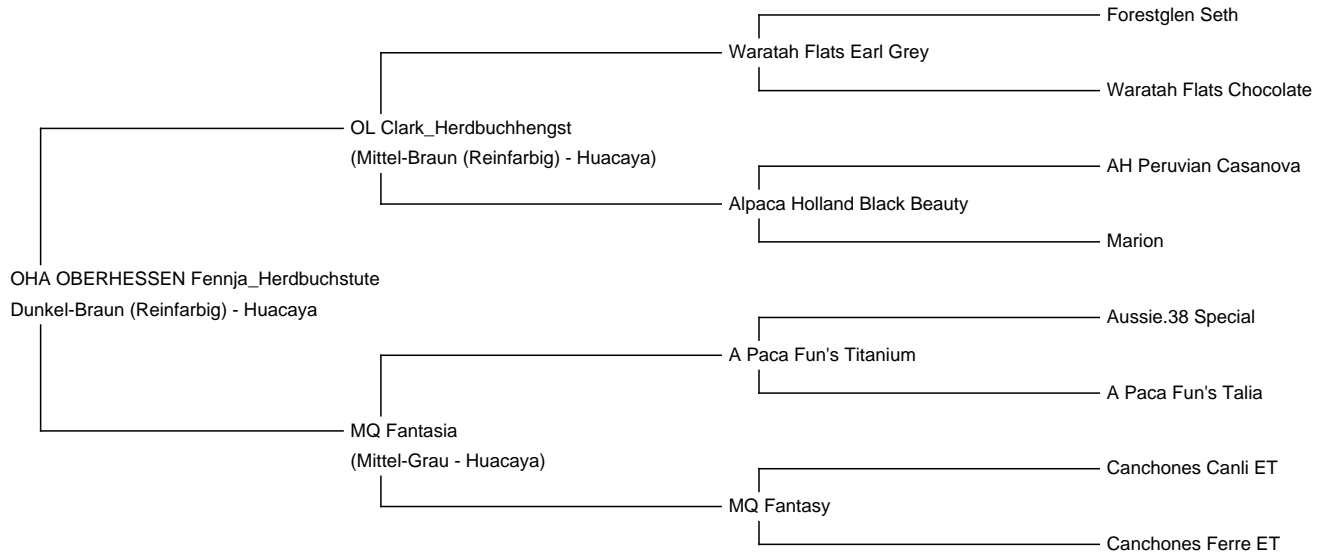 Forestglen Seth
Waratah Flats Earl Grey
Waratah Flats Chocolate
OL Clark_Herdbuchhengst
(Mittel-Braun (Reinfarbig) - Huacaya)
AH Peruvian Casanova
Alpaca Holland Black Beauty
Marion
OHA OBERHESSEN Fennja_Herdbuchstute
Dunkel-Braun (Reinfarbig) - Huacaya
Aussie.38 Special
A Paca Fun's Titanium
A Paca Fun's Talia
MQ Fantasia
(Mittel-Grau - Huacaya)
Canchones Canli ET
MQ Fantasy
Canchones Ferre ET